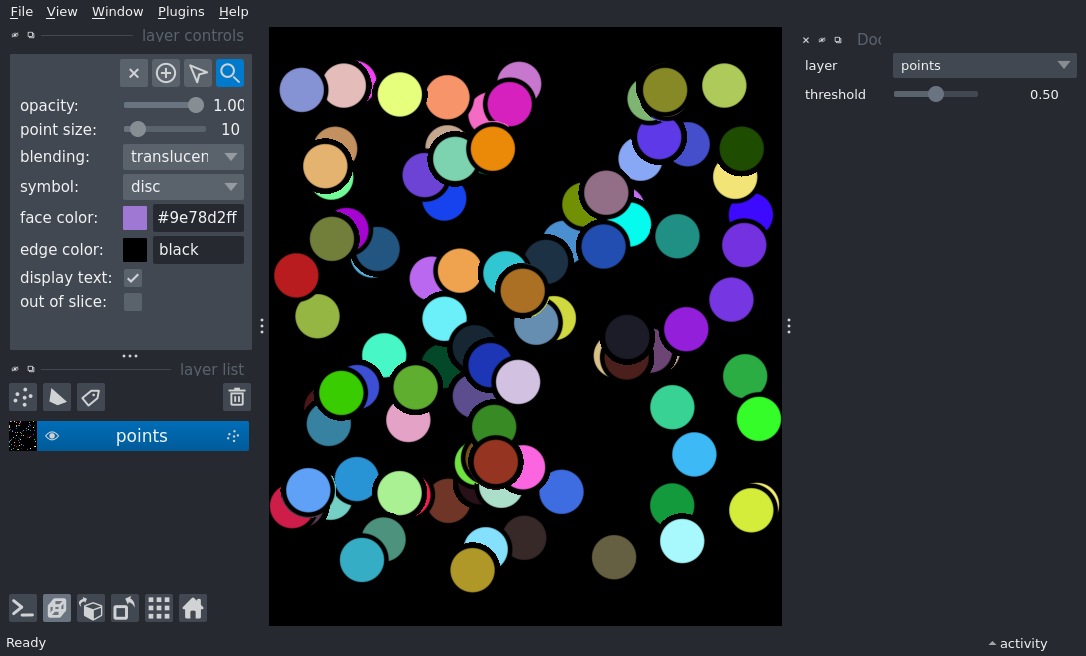 File View Window Plugins Help
layer controls
opacity: 1.00
point size: 10
blending: translucen
symbol: disc
face color: #9e78d2ff
edge color: black
display text:
out of slice:
layer list
points
Ready
Doc
layer points
threshold 0.50
activity